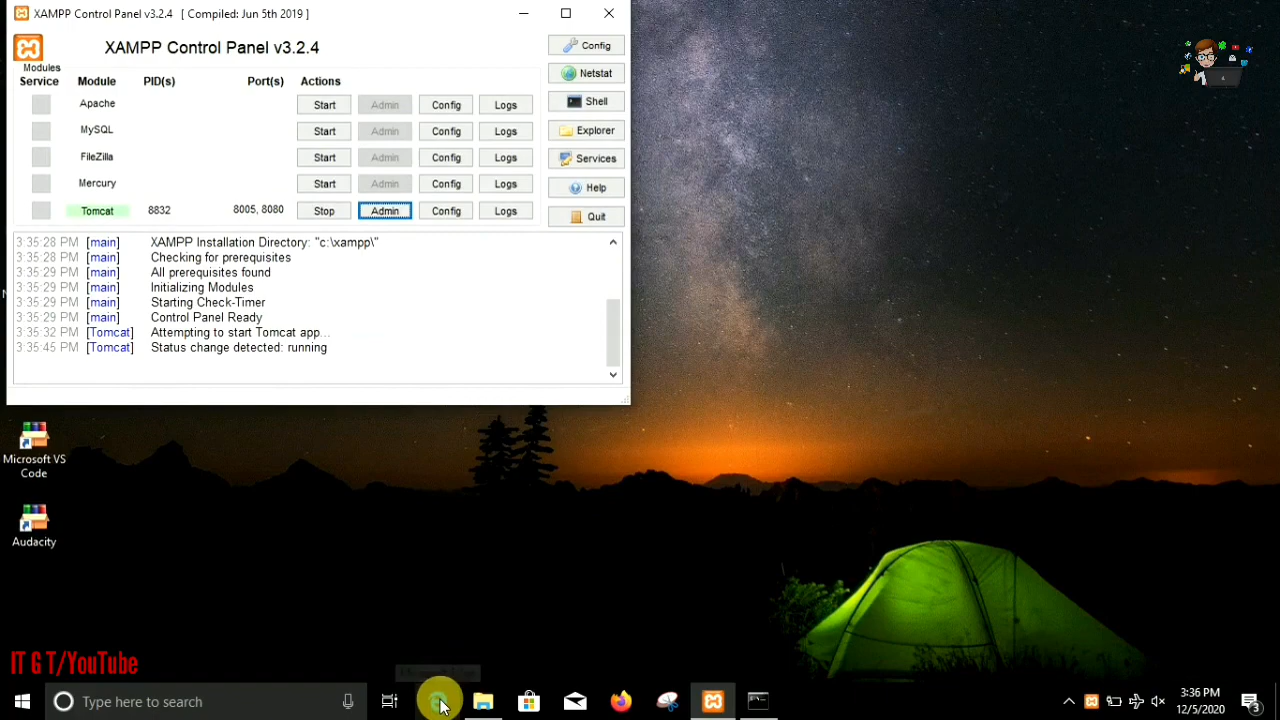 XAMPP Control Panel v3.2.4 [ Compiled: Jun 5th 2019 ]
XAMPP Control Panel v3.2.4
Config
Modules
Service Module PID(s) Port(s) Actions
Netstat
Apache Start Admin Config Logs
Shell
MySQL Start Admin Config Logs
Explorer
FileZilla Start Admin Config Logs
Services
Mercury Start Admin Config Logs
Help
Tomcat 8832 8005, 8080 Stop Admin Config Logs
Quit
3:35:28 PM [main] XAMPP Installation Directory: "c:\xampp\"
3:35:28 PM [main] Checking for prerequisites
3:35:29 PM [main] All prerequisites found
3:35:29 PM [main] Initializing Modules
3:35:29 PM [main] Starting Check-Timer
3:35:29 PM [main] Control Panel Ready
3:35:32 PM [Tomcat] Attempting to start Tomcat app...
3:35:45 PM [Tomcat] Status change detected: running
Microsoft VS
Code
Audacity
IT G T/YouTube
Type here to search
3:36 PM
12/5/2020
3